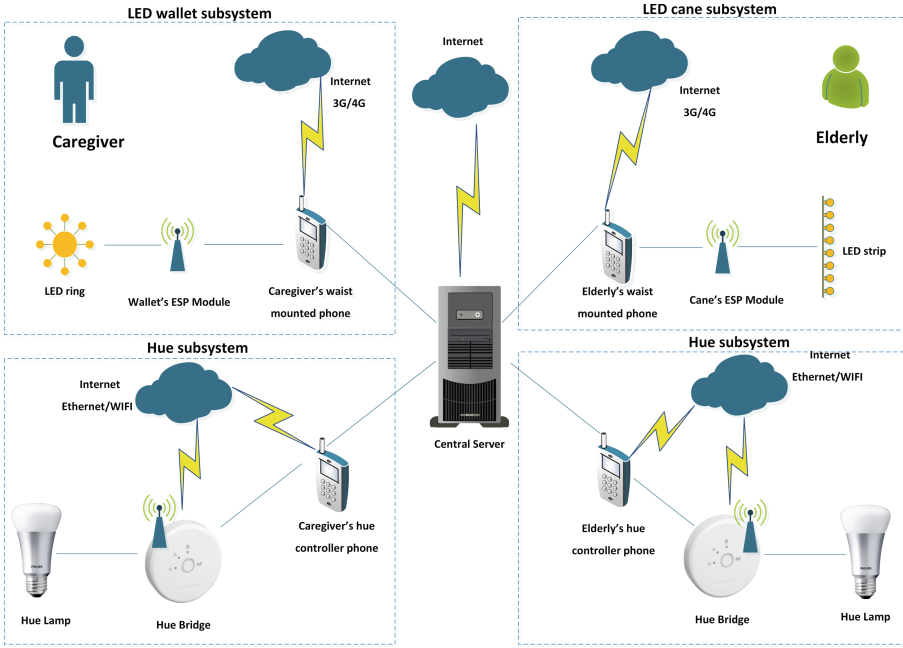 LED wallet subsystem
Caregiver
Internet
3G/4G
LED ring
Wallet's ESP Module
Caregiver's waist
mounted phone
Internet
Central Server
LED cane subsystem
Internet
3G/4G
Elderly
Elderly's waist
mounted phone
Cane's ESP Module
LED strip
Hue subsystem
Internet
Ethernet/WIFI
Caregiver's hue
controller phone
PHILIPS
Hue Lamp
Hue Bridge
Hue subsystem
Internet
Ethernet/WIFI
Elderly's hue
controller phone
Hue Bridge
PHILIPS
Hue Lamp